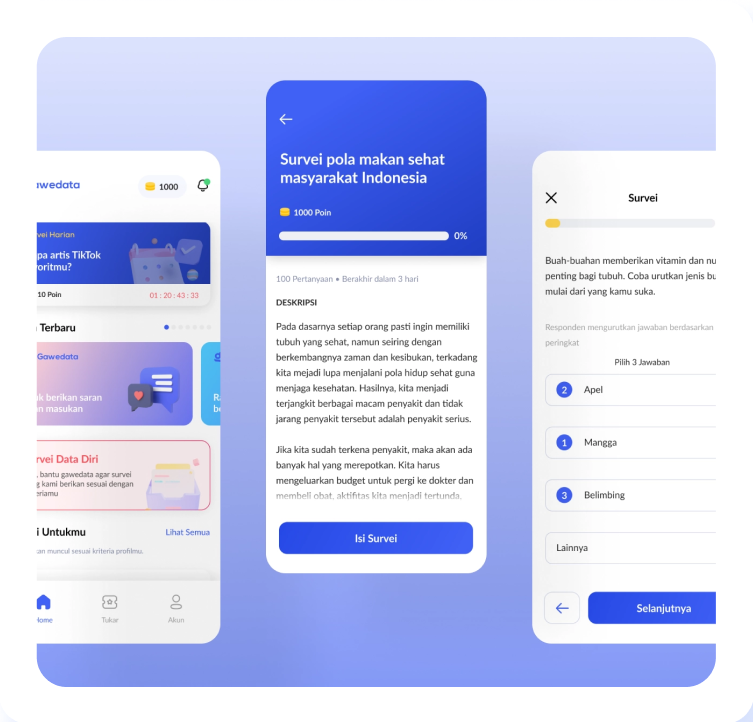 awedata
1000
vei Harian
pa artis TikTok
oritmu?
10 Poin
01 : 20 : 43 : 33
Terbaru
Gawedata
k berikan saran
n masukan
R
b
rvei Data Diri
, bantu gawedata agar survei
g kami berikan sesuai dengan
eriamu
i Untukmu
Lihat Semua
kan muncul sesuai kriteria profilmu.
Home
Tukar
Akun
Survei pola makan sehat
masyarakat Indonesia
1000 Poin
0%
100 Pertanyaan • Berakhir dalam 3 hari
DESKRIPSI
Pada dasarnya setiap orang pasti ingin memiliki
tubuh yang sehat, namun seiring dengan
berkembangnya zaman dan kesibukan, terkadang
kita mejadi lupa menjalani pola hidup sehat guna
menjaga kesehatan. Hasilnya, kita menjadi
terjangkit berbagai macam penyakit dan tidak
jarang penyakit tersebut adalah penyakit serius.
Jika kita sudah terkena penyakit, maka akan ada
banyak hal yang merepotkan. Kita harus
mengeluarkan budget untuk pergi ke dokter dan
membeli obat, aktifitas kita menjadi tertunda,
Isi Survei
Survei
Buah-buahan memberikan vitamin dan nu
penting bagi tubuh. Coba urutkan jenis bu
mulai dari yang kamu suka.
Responden mengurutkan jawaban berdasarkan
peringkat
Pilih 3 Jawaban
2 Apel
1 Mangga
3 Belimbing
Lainnya
Selanjutnya